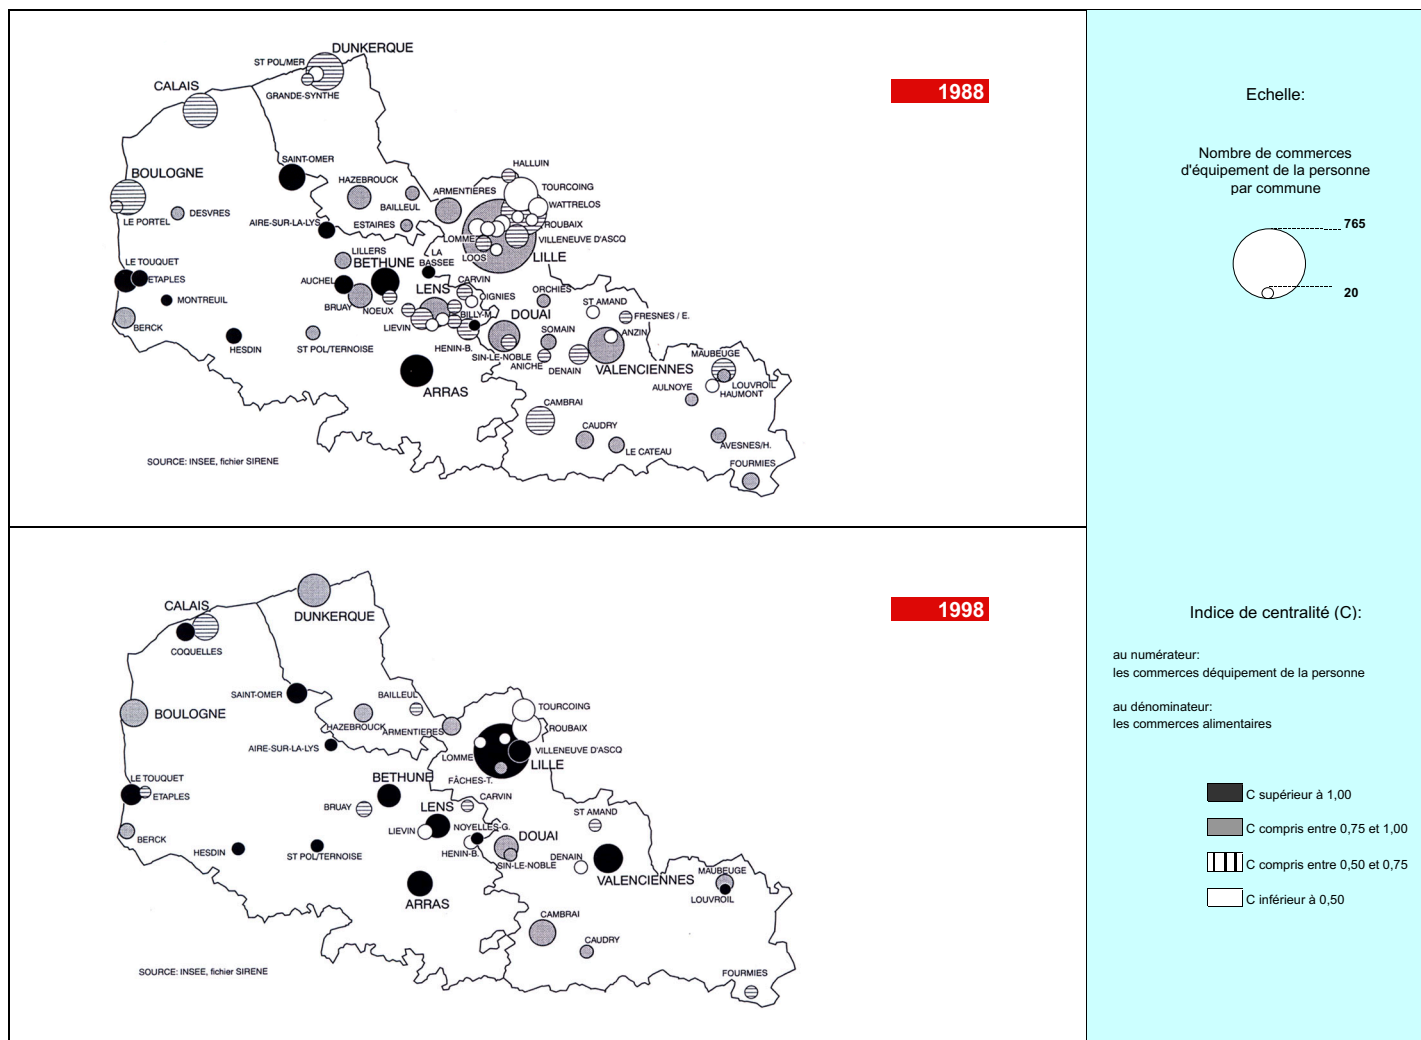 DUNKERQUE
ST POL/MER
CALAIS
GRANDE-SYNTHE
1988
SAINT-OMER
HALLUIN
BOULOGNE
HAZEBROUCK
ARMENTIERES
TOURCOING
BAILLEUL
WATTRELOS
LE PORTEL
DESVRES
AIRE-SUR-LA-LYS
ESTAIRES
ROUBAIX
LOMME
VILLENEUVE D'ASCQ
LILLERS
LA
BASSEE
LOOS
LILLE
LE TOUQUET
BETHUNE
ETAPLES
AUCHEL
CARVIN
LENS
OIGNIES
ORCHIES
MONTREUIL
BRUAY
NOEUX
ST AMAND
BILLY-M.
DOUAI
FRESNES / E.
BERCK
LIEVIN
SOMAIN
ANZIN
HESDIN
ST POL/TERNOISE
HENIN-B.
SIN-LE-NOBLE
ANICHE
DENAIN
VALENCIENNES
MAUBEUGE
ARRAS
AULNOYE
LOUVROIL
HAUMONT
CAMBRAI
CAUDRY
LE CATEAU
AVESNES/H.
FOURMIES
SOURCE: INSEE, fichier SIRENE
Echelle:
Nombre de commerces
d'équipement de la personne
par commune
765
20
CALAIS
DUNKERQUE
1998
COQUELLES
SAINT-OMER
BAILLEUL
BOULOGNE
HAZEBROUCK
ARMENTIERES
TOURCOING
ROUBAIX
AIRE-SUR-LA-LYS
LOMME
VILLENEUVE D'ASCQ
LILLE
LE TOUQUET
BETHUNE
FÂCHES-T.
ETAPLES
BRUAY
LENS
CARVIN
ST AMAND
BERCK
LIEVIN
NOYELLES-G.
DOUAI
HESDIN
ST POL/TERNOISE
HENIN-B.
SIN-LE-NOBLE
DENAIN
VALENCIENNES
MAUBEUGE
LOUVROIL
ARRAS
CAMBRAI
CAUDRY
FOURMIES
SOURCE: INSEE, fichier SIRENE
Indice de centralité (C):
au numérateur:
les commerces déquipement de la personne
au dénominateur:
les commerces alimentaires
C supérieur à 1,00
C compris entre 0,75 et 1,00
C compris entre 0,50 et 0,75
C inférieur à 0,50